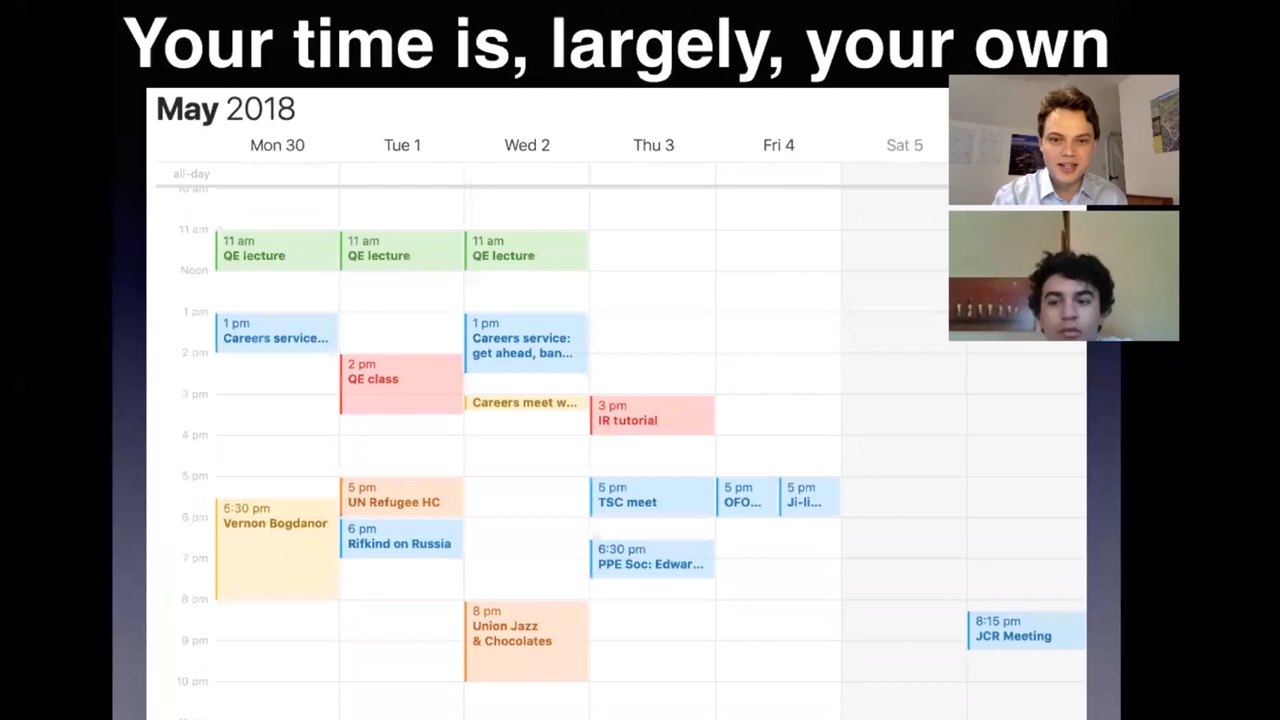 Your time is, largely, your own
May 2018
Mon 30
Tue 1
Wed 2
Thu 3
Fri 4
Sat 5
all-day
10 am
11 am
Noon
1 pm
2 pm
3 pm
4 pm
5 pm
6 pm
7 pm
8 pm
9 pm
10 pm
11 am
QE lecture
1 pm
Careers service...
5:30 pm
Vernon Bogdanor
11 am
QE lecture
2 pm
QE class
5 pm
UN Refugee HC
6 pm
Rifkind on Russia
11 am
QE lecture
1 pm
Careers service:
get ahead, ban...
Careers meet w...
8 pm
Union Jazz
& Chocolates
3 pm
IR tutorial
5 pm
TSC meet
6:30 pm
PPE Soc: Edwar...
5 pm
OFO...
5 pm
Ji-li...
8:15 pm
JCR Meeting